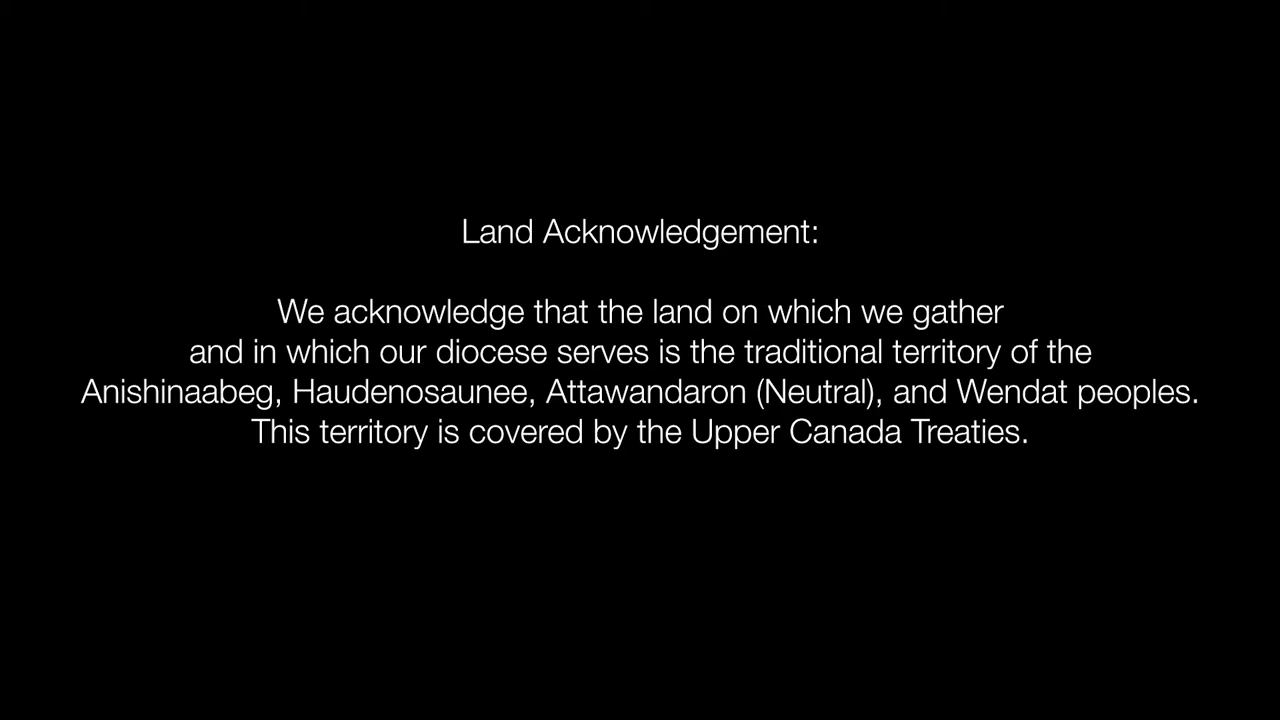 Land Acknowledgement:
We acknowledge that the land on which we gather
and in which our diocese serves is the traditional territory of the
Anishinaabeg, Haudenosaunee, Attawandaron (Neutral), and Wendat peoples.
This territory is covered by the Upper Canada Treaties.